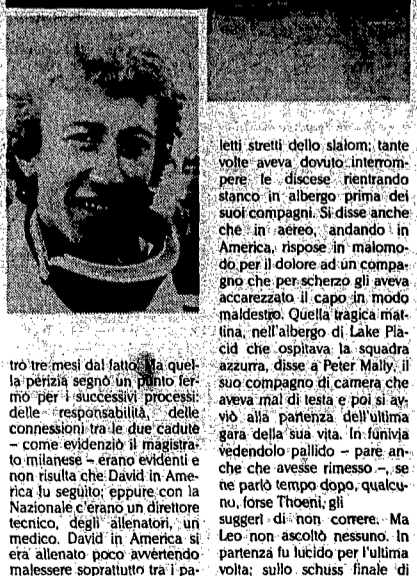 tro tre mesi dal fatto. Ma quel-
la perizia segnò un punto fer-
mo per i successivi processi:
delle responsabilità, delle
connessioni tra le due cadute
– come evidenziò il magistra-
to milanese – erano evidenti e
non risulta che David in Ame-
rica fu seguito; eppure con la
Nazionale c'erano un direttore
tecnico, degli allenatori, un
medico. David in America si
era allenato poco avvertendo
malessere soprattutto tra i pa-
letti stretti dello slalom; tante
volte aveva dovuto interrom-
pere le discese rientrando
stanco in albergo prima dei
suoi compagni. Si disse anche
che in aereo, andando in
America, rispose in malomo-
do per il dolore ad un compa-
gno che per scherzo gli aveva
accarezzato il capo in modo
maldestro. Quella tragica mat-
tina, nell'albergo di Lake Pla-
cid che ospitava la squadra
azzurra, disse a Peter Mally, il
suo compagno di camera che
aveva mal di testa e poi si av-
viò alla partenza dell'ultima
gara della sua vita. In funivia
vedendolo pallido – pare an-
che che avesse rimesso –, se
ne parlò tempo dopo, qualcu-
no, forse Thoeni, gli
suggerì di non correre. Ma
Leo non ascoltò nessuno. In
partenza fu lucido per l'ultima
volta; sullo schuss finale di